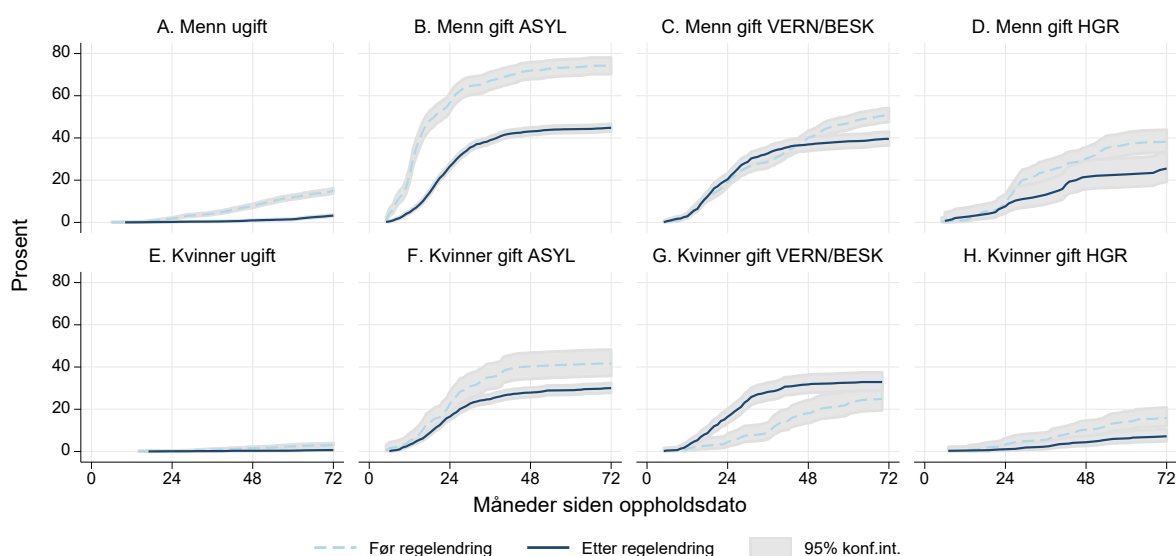 A. Menn ugift
B. Menn gift ASYL
C. Menn gift VERN/BESK
D. Menn HGR
80
60
40
20
0
E. Kvinner ugift
F. Kvinner gift ASYL
G. Kvinner gift VERN/BESK
H. Kvinner gift HGR
80
60
40
20
0
Prosent
0 24 48 72
0 24 48 72
0 24 48 72
0 24 48 72
Måneder siden oppholdsdato
Før regelendring
Etter regelendring
95% konf.int.